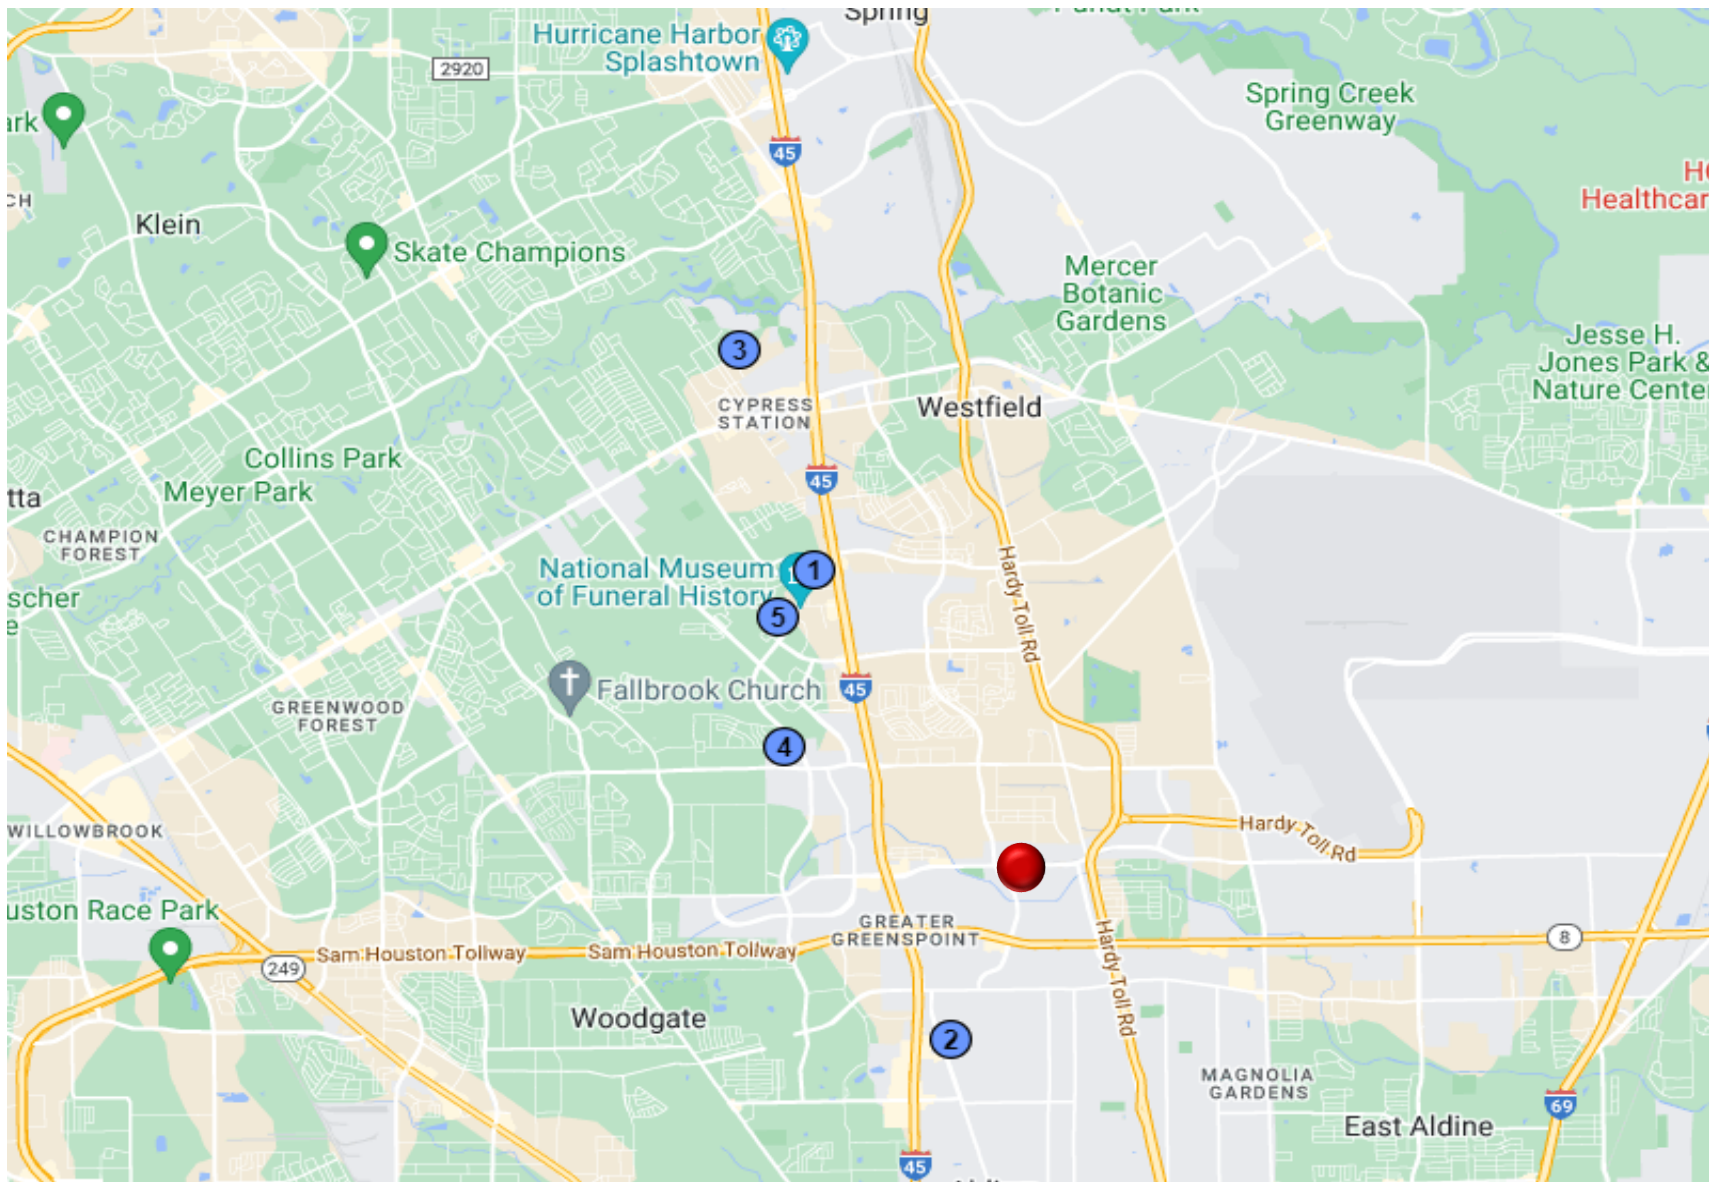 Spring
Hurricane Harbor
Splashtown
2920
Spring Creek
Greenway
45
Healthcar
Klein
Skate Champions
Mercer
Botanic
Gardens
Jesse H.
Jones Park &
Nature Center
3
CYPRESS
STATION
Westfield
Collins Park
Meyer Park
45
CHAMPION
FOREST
National Museum
of Funeral History
1
5
Hardy Toll Rd
Fallbrook Church
45
GREENWOOD
FOREST
4
WILLOWBROOK
Hardy Toll Rd
uston Race Park
GREATER
GREENSPOINT
Sam Houston Tollway
Sam Houston Tollway
249
8
Hardy Toll Rd
Woodgate
2
MAGNOLIA
GARDENS
69
East Aldine
45